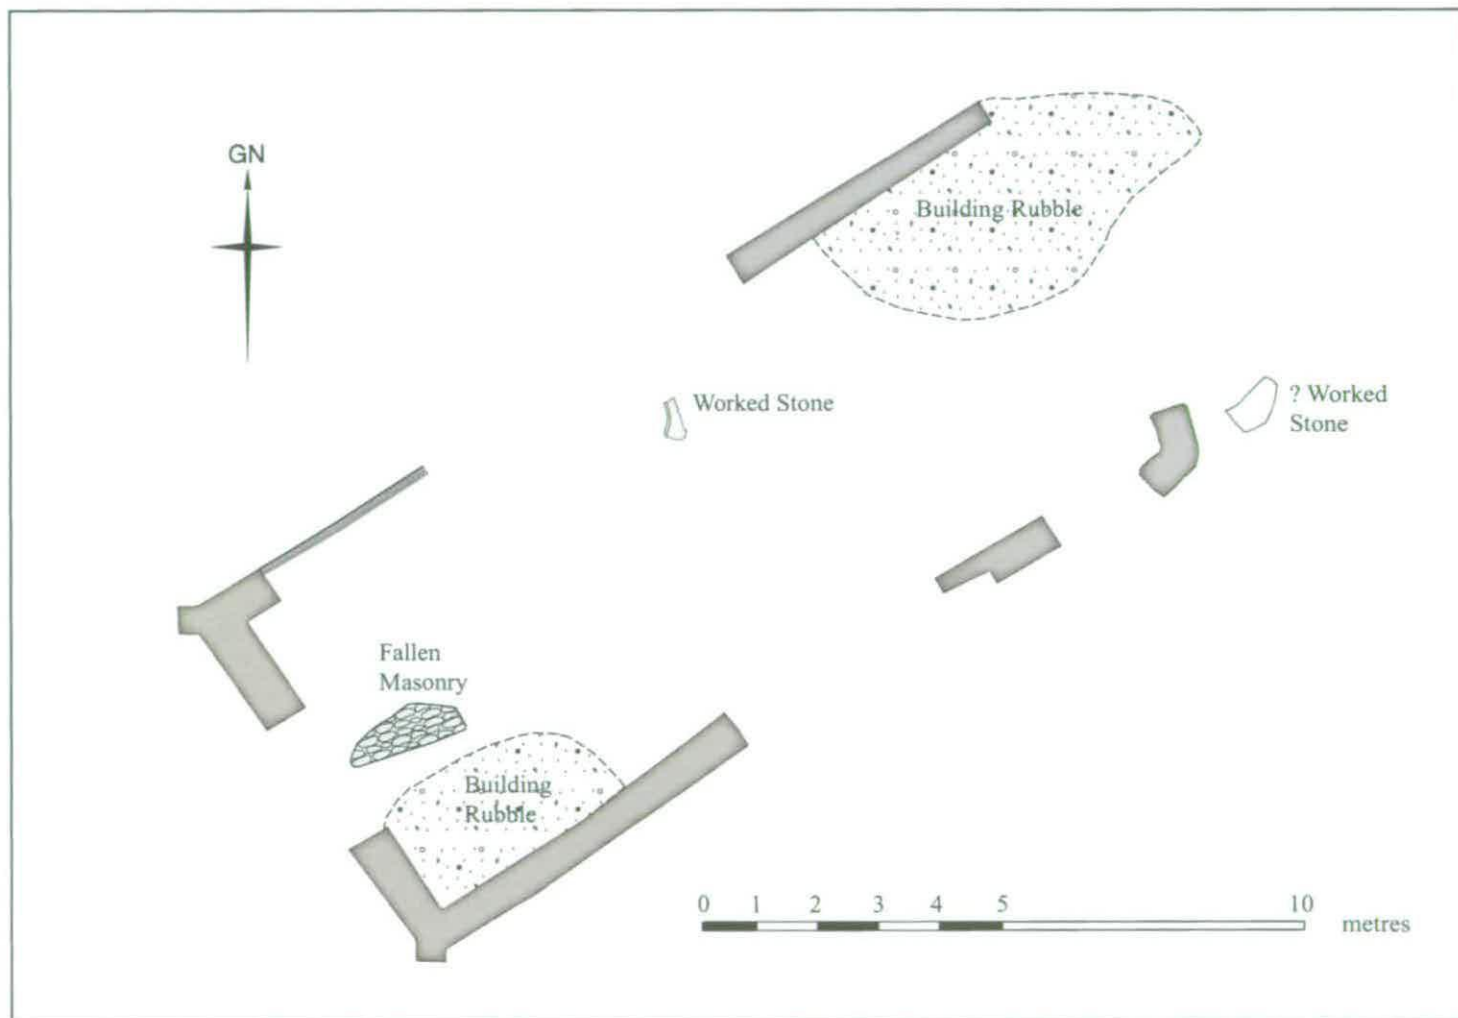 GN
Building Rubble
Worked Stone
? Worked
Stone
Fallen
Masonry
Building
Rubble
0 1 2 3 4 5 10 metres